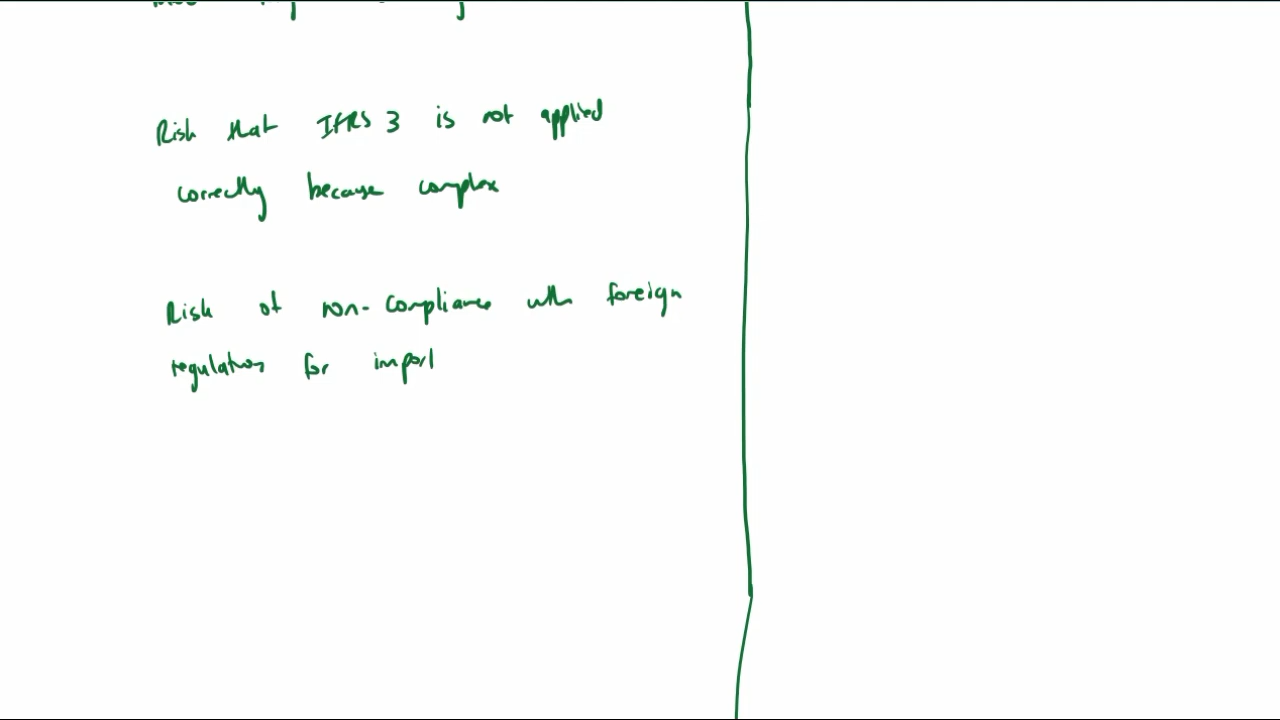 Risk that IFRS 3 is not applied
correctly because complex
Risk of non-compliance with foreign
regulations for import